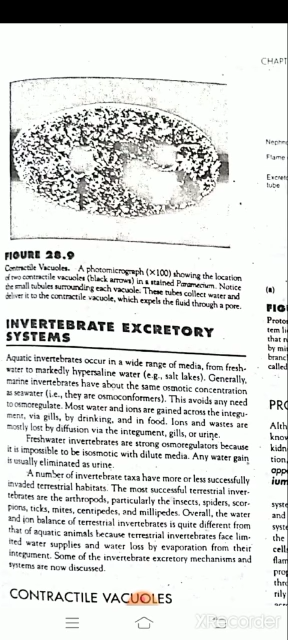 CHAPT
Nephri
Flame
Excreto
tube
FIGURE 28.9
Contractile Vacuoles. A photomicrograph (×100) showing the location
of two contractile vacuoles (black arrows) in a stained Paramecium. Notice
the small tubules surrounding each vacuole. These tubes collect water and
deliver it to the contractile vacuole, which expels the fluid through a pore.
INVERTEBRATE EXCRETORY
SYSTEMS
Aquatic invertebrates occur in a wide range of media, from fresh-
water to markedly hypersaline water (e.g., salt lakes). Generally,
marine invertebrates have about the same osmotic concentration
as seawater (i.e., they are osmoconformers). This avoids any need
to osmoregulate. Most water and ions are gained across the integu-
ment, via gills, by drinking, and in food. Ions and wastes are
mostly lost by diffusion via the integument, gills, or urine.
Freshwater invertebrates are strong osmoregulators because
it is impossible to be isosmotic with dilute media. Any water gain
is usually eliminated as urine.
A number of invertebrate taxa have more or less successfully
invaded terrestrial habitats. The most successful terrestrial inver-
tebrates are the arthropods, particularly the insects, spiders, scor-
pions, ticks, mites, centipedes, and millipedes. Overall, the water
and ion balance of terrestrial invertebrates is quite different from
that of aquatic animals because terrestrial invertebrates face lim-
ited water supplies and water loss by evaporation from their
integument. Some of the invertebrate excretory mechanisms and
systems are now discussed.
CONTRACTILE VACUOLES
(a)
FIG
Proto
tem li
that n
by mi
branc
called
PRO
Alth
know
kidn
tion,
oppo
ium
syste
and
syste
the
cells
flam
prop
thro
rily
XRecorder